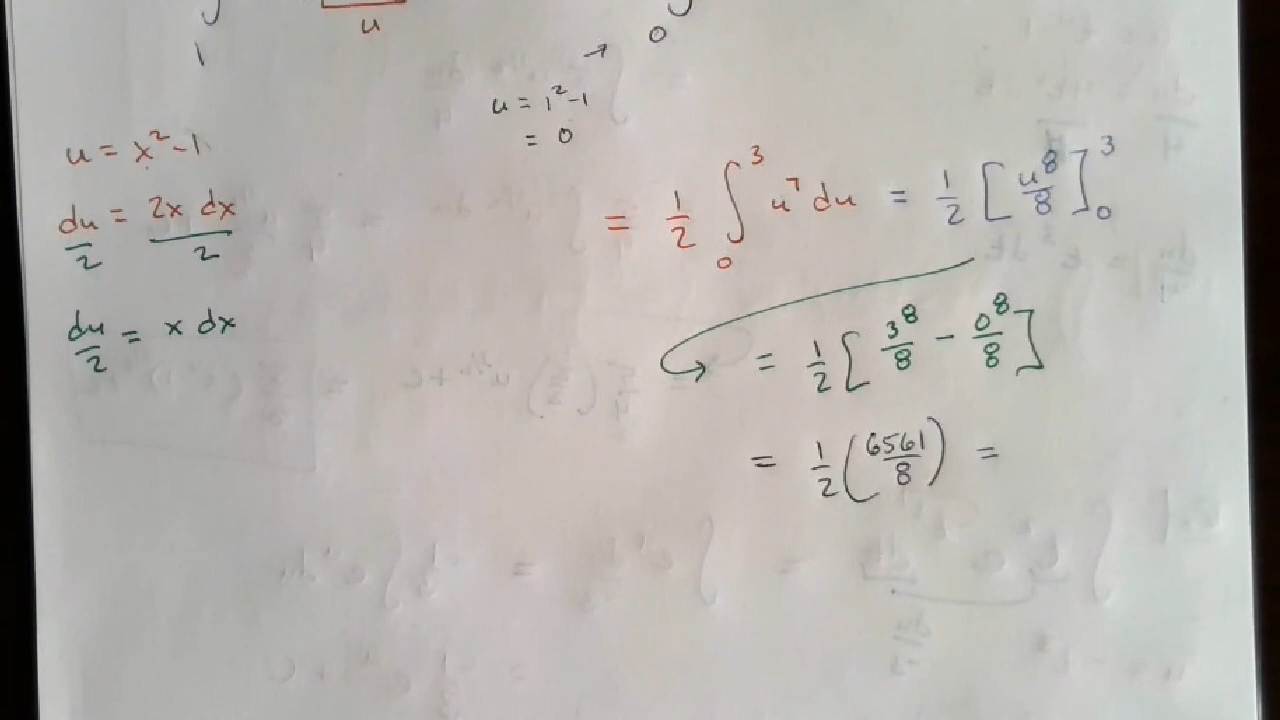 u
1
0
→
u = 1² - 1
= 0
u = x² - 1
du/2 = 2x dx/2
du/2 = x dx
= 1/2 ∫₀³ u⁷ du = 1/2 [u⁸/8]₀³
= 1/2 [3⁸/8 - 0⁸/8]
= 1/2 (6561/8) =